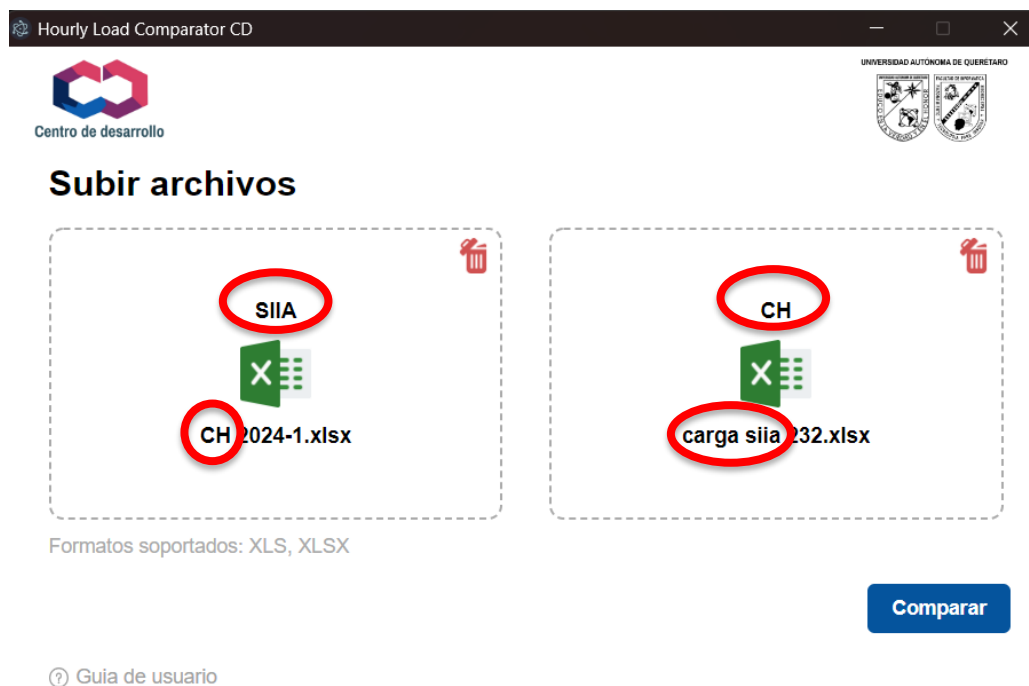 Hourly Load Comparator CD
UNIVERSIDAD AUTÓNOMA DE QUERÉTARO
Centro de desarrollo
Subir archivos
SIIA
CH 2024-1.xlsx
CH
carga siia 232.xlsx
Formatos soportados: XLS, XLSX
Comparar
Guia de usuario